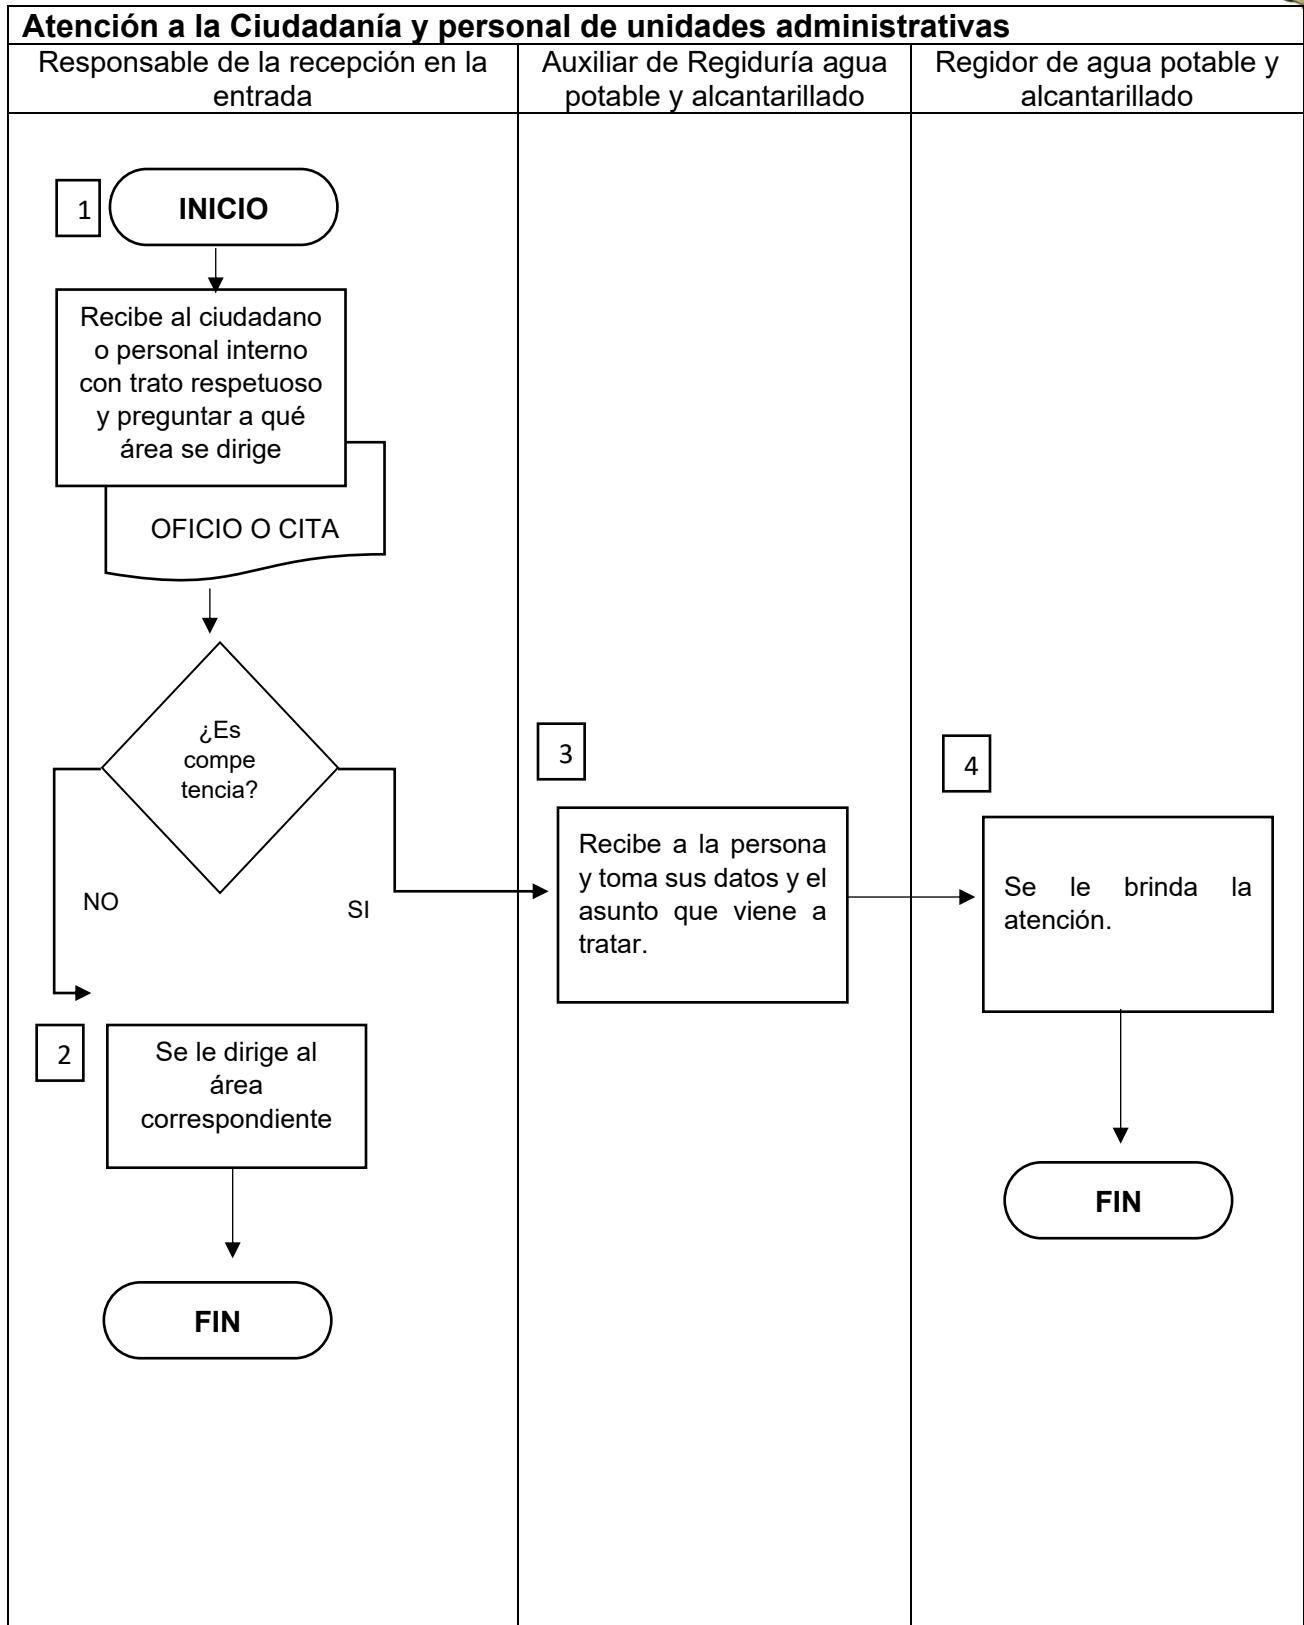 Atención a la Ciudadanía y personal de unidades administrativas
Responsable de la recepción en la
entrada
Auxiliar de Regiduría agua
potable y alcantarillado
Regidor de agua potable y
alcantarillado
1
INICIO
Recibe al ciudadano
o personal interno
con trato respetuoso
y preguntar a qué
área se dirige
OFICIO O CITA
¿Es
compe
tencia?
NO
SI
2
Se le dirige al
área
correspondiente
FIN
3
Recibe a la persona
y toma sus datos y el
asunto que viene a
tratar.
4
Se le brinda la
atención.
FIN